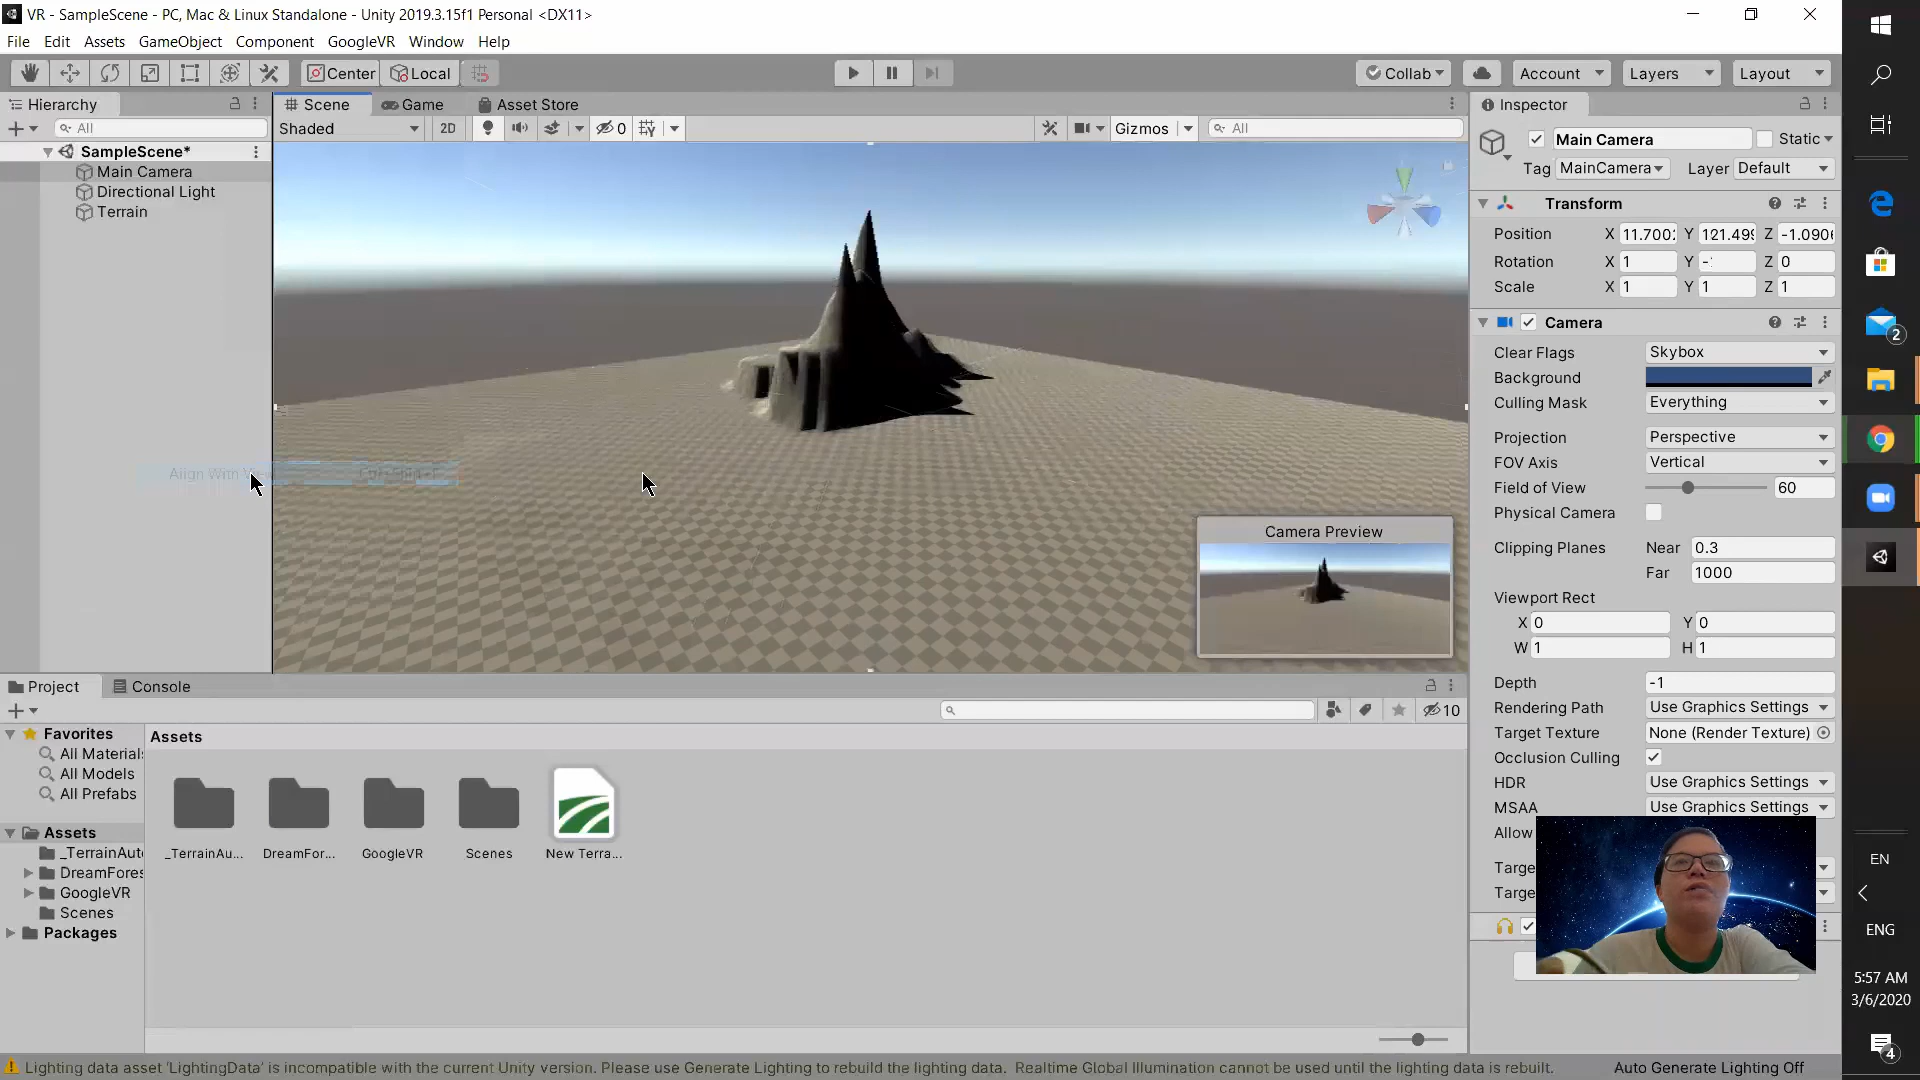 VR - SampleScene - PC, Mac & Linux Standalone - Unity 2019.3.15f1 Personal <DX11>
File Edit Assets GameObject Component GoogleVR Window Help
Center Local Collab Account Layers Layout
Hierarchy
All
SampleScene*
Main Camera
Directional Light
Terrain
Scene Game Asset Store
Shaded 2D 0 Gizmos All
Align With
Camera Preview
Inspector
Main Camera Static
Tag MainCamera Layer Default
Transform
Position X 11.700 Y 121.499 Z -1.090
Rotation X 1 Y - Z 0
Scale X 1 Y 1 Z 1
Camera
Clear Flags Skybox
Background
Culling Mask Everything
Projection Perspective
FOV Axis Vertical
Field of View 60
Physical Camera
Clipping Planes Near 0.3
Far 1000
Viewport Rect
X 0 Y 0
W 1 H 1
Depth -1
Rendering Path Use Graphics Settings
Target Texture None (Render Texture)
Occlusion Culling
HDR Use Graphics Settings
MSAA Use Graphics Settings
Allow
Targe
Targe
Project Console
10
Favorites
All Material
All Models
All Prefabs
Assets
_TerrainAut
DreamFores
GoogleVR
Scenes
Packages
Assets
_TerrainAu... DreamFor... GoogleVR Scenes New Terra...
Lighting data asset 'LightingData' is incompatible with the current Unity version. Please use Generate Lighting to rebuild the lighting data. Realtime Global Illumination cannot be used until the lighting data is rebuilt.
Auto Generate Lighting Off
2
EN
ENG
5:57 AM
3/6/2020
4